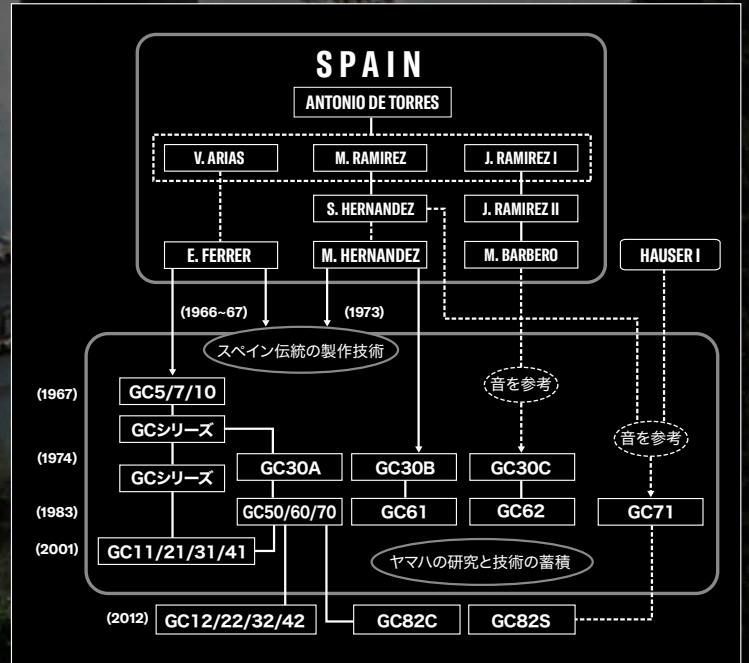 SPAIN
ANTONIO DE TORRES
V. ARIAS
M. RAMIREZ
J. RAMIREZ I
S. HERNANDEZ
J. RAMIREZ II
E. FERRER
M. HERNANDEZ
M. BARBERO
HAUSER I
(1966~67)
(1973)
スペイン伝統の製作技術
(1967)
GC5/7/10
音を参考
GCシリーズ
音を参考
(1974)
GC30A
GC30B
GC30C
GCシリーズ
(1983)
GC50/60/70
GC61
GC62
GC71
(2001)
GC11/21/31/41
ヤマハの研究と技術の蓄積
(2012)
GC12/22/32/42
GC82C
GC82S